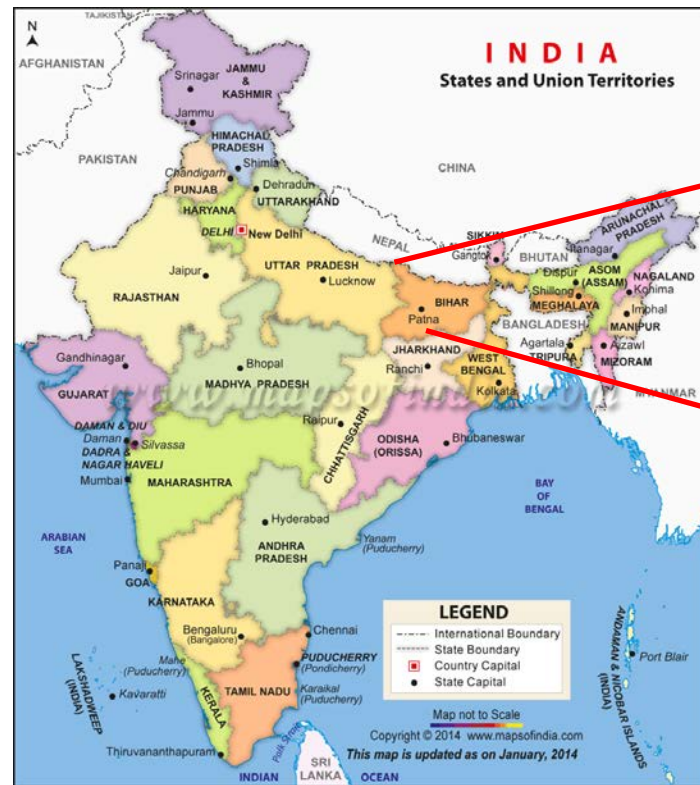 TAJIKISTAN
N
AFGHANISTAN
INDIA
States and Union Territories
JAMMU
&
KASHMIR
Srinagar
Jammu
HIMACHAL
PRADESH
Shimla
PAKISTAN
Chandigarh
PUNJAB
Dehradun
UTTARAKHAND
CHINA
HARYANA
DELHI
New Delhi
NEPAL
SIKKIM
Gangtok
BHUTAN
ARUNACHAL
PRADESH
Itanagar
Jaipur
RAJASTHAN
UTTAR PRADESH
Lucknow
BIHAR
Patna
Dispur
ASOM
(ASSAM)
NAGALAND
Shillong
Kohima
MEGHALAYA
Imphal
MANIPUR
BANGLADESH
Agartala
TRIPURA
Aizawl
MIZORAM
MYANMAR
Gandhinagar
GUJARAT
Bhopal
MADHYA PRADESH
JHARKHAND
Ranchi
WEST
BENGAL
Kolkata
www.mapsofindia.com
DAMAN & DIU
Daman
Silvassa
DADRA &
NAGAR HAVELI
Mumbai
MAHARASHTRA
Raipur
CHHATTISGARH
ODISHA
(ORISSA)
Bhubaneswar
BAY
OF
BENGAL
ARABIAN
SEA
Hyderabad
ANDHRA
PRADESH
Yanam
(Puducherry)
Panaji
GOA
KARNATAKA
Bengaluru
(Bangalore)
Chennai
Mahe
(Puducherry)
PUDUCHERRY
(Pondicherry)
LAKSHADWEEP
(INDIA)
Kavaratti
KERALA
TAMIL NADU
Karaikal
(Puducherry)
Thiruvananthapuram
Palk Strait
SRI
LANKA
INDIAN OCEAN
ANDAMAN & NICOBAR ISLANDS
(INDIA)
Port Blair
LEGEND
International Boundary
State Boundary
Country Capital
State Capital
Map not to Scale
Copyright © 2014 www.mapsofindia.com
This map is updated as on January, 2014